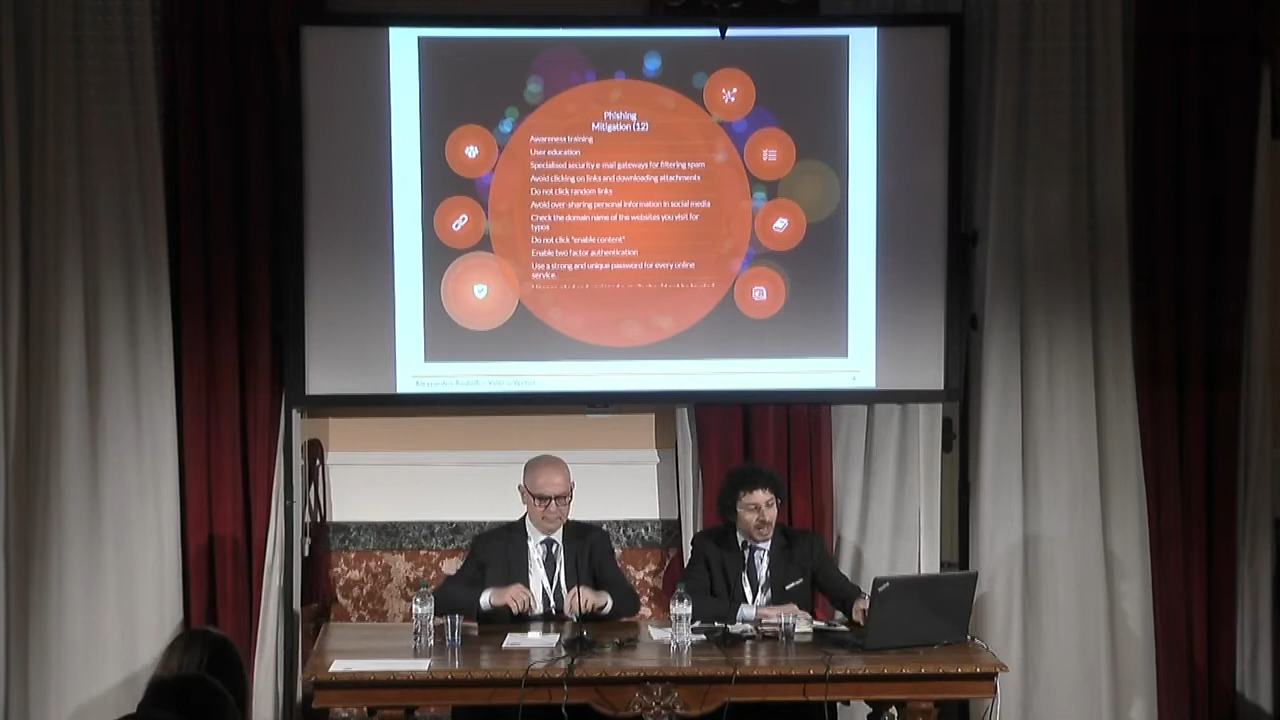 Phishing
Mitigation (12)
Awareness training
User education
Specialised security e-mail gateways for filtering spam
Avoid clicking on links and downloading attachments
Do not click random links
Avoid over-sharing personal information in social media
Check the domain name of the websites you visit for
typos
Do not click "enable content"
Enable two factor authentication
Use a strong and unique password for every online
service.